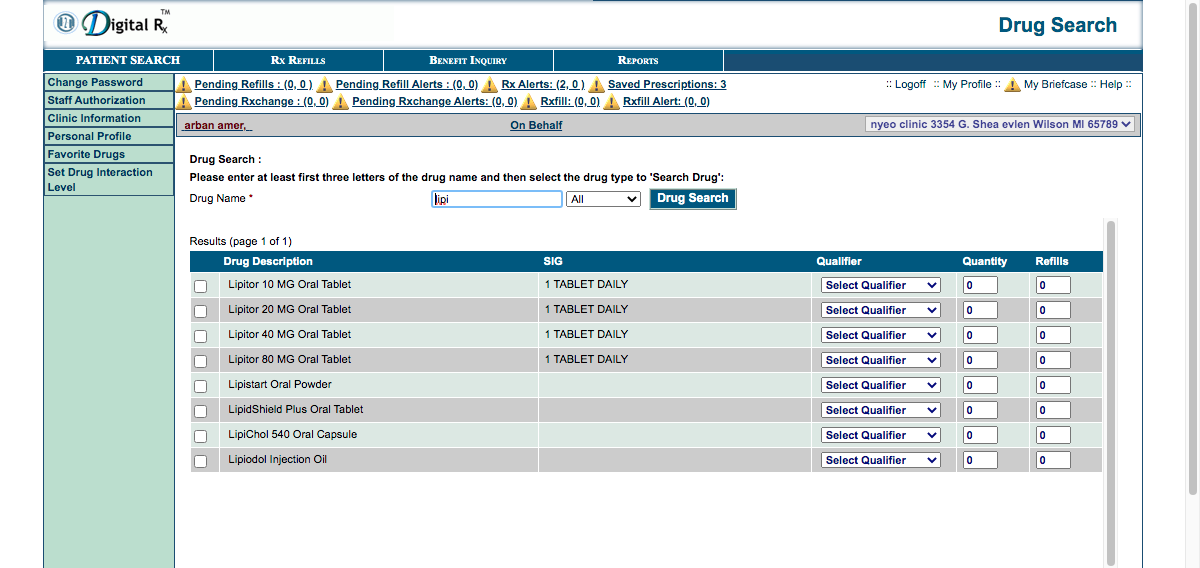 Digital Rx TM
Drug Search
PATIENT SEARCH RX REFILLS BENEFIT INQUIRY REPORTS
Change Password
Staff Authorization
Clinic Information
Personal Profile
Favorite Drugs
Set Drug Interaction
Level
Pending Refills : (0, 0 ) Pending Refill Alerts : (0, 0) Rx Alerts: (2, 0 ) Saved Prescriptions: 3
:: Logoff :: My Profile :: My Briefcase :: Help ::
Pending Rxchange : (0, 0) Pending Rxchange Alerts: (0, 0) Rxfill: (0, 0) Rxfill Alert: (0, 0)
arban amer, On Behalf nyeo clinic 3354 G. Shea evlen Wilson MI 65789
Drug Search :
Please enter at least first three letters of the drug name and then select the drug type to 'Search Drug':
Drug Name * lipi All Drug Search
Results (page 1 of 1)
Drug Description SIG Qualifier Quantity Refills
Lipitor 10 MG Oral Tablet 1 TABLET DAILY Select Qualifier 0 0
Lipitor 20 MG Oral Tablet 1 TABLET DAILY Select Qualifier 0 0
Lipitor 40 MG Oral Tablet 1 TABLET DAILY Select Qualifier 0 0
Lipitor 80 MG Oral Tablet 1 TABLET DAILY Select Qualifier 0 0
Lipistart Oral Powder Select Qualifier 0 0
LipidShield Plus Oral Tablet Select Qualifier 0 0
LipiChol 540 Oral Capsule Select Qualifier 0 0
Lipiodol Injection Oil Select Qualifier 0 0